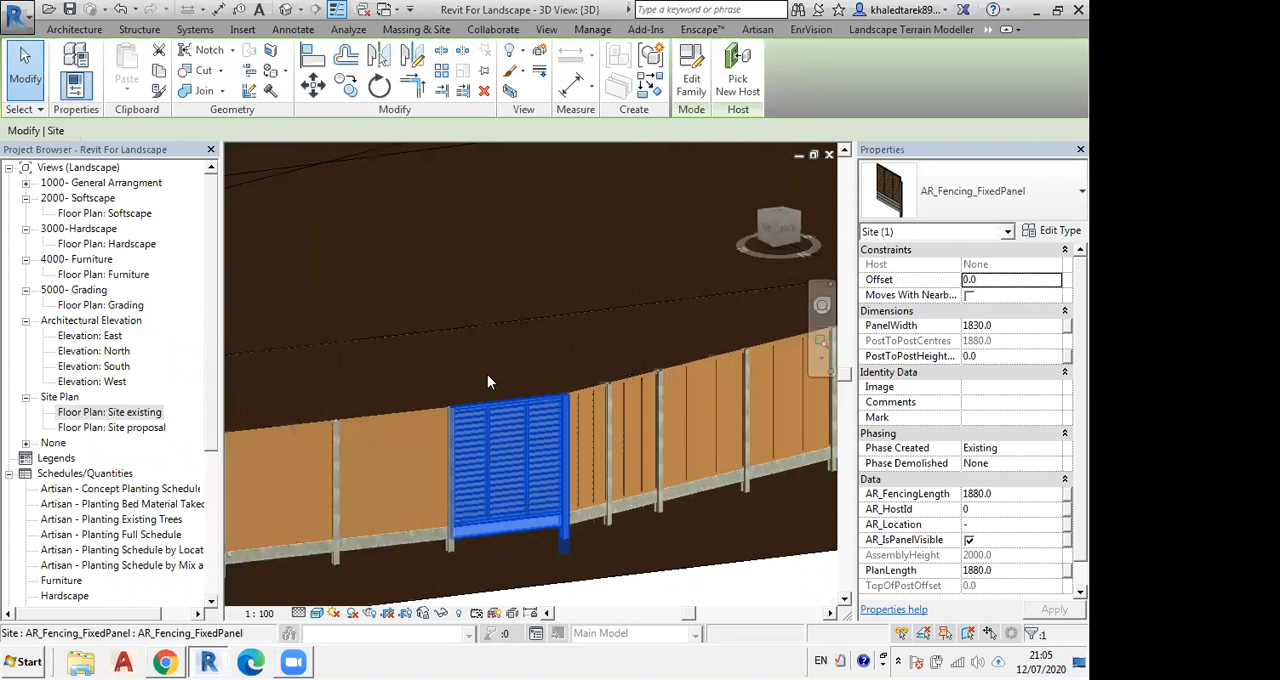 Revit For Landscape - 3D View: {3D}
Type a keyword or phrase
khaledtarek89...
Architecture Structure Systems Insert Annotate Analyze Massing & Site Collaborate View Manage Add-Ins Enscape™ Artisan EnvVision Landscape Terrain Modeller
Modify
Paste
Notch
Cut
Join
Edit Family
Pick New Host
Select Properties Clipboard Geometry Modify View Measure Create Mode Host
Modify | Site
Project Browser - Revit For Landscape
Views (Landscape)
1000- General Arrangment
2000- Softscape
Floor Plan: Softscape
3000-Hardscape
Floor Plan: Hardscape
4000- Furniture
Floor Plan: Furniture
5000- Grading
Floor Plan: Grading
Architectural Elevation
Elevation: East
Elevation: North
Elevation: South
Elevation: West
Site Plan
Floor Plan: Site existing
Floor Plan: Site proposal
None
Legends
Schedules/Quantities
Artisan - Concept Planting Schedule
Artisan - Planting Bed Material Takec
Artisan - Planting Existing Trees
Artisan - Planting Full Schedule
Artisan - Planting Schedule by Locat
Artisan - Planting Schedule by Mix a
Furniture
Hardscape
Properties
AR_Fencing_FixedPanel
Site (1)
Edit Type
Constraints
Host None
Offset 0.0
Moves With Nearb...
Dimensions
PanelWidth 1830.0
PostToPostCentres 1880.0
PostToPostHeight... 0.0
Identity Data
Image
Comments
Mark
Phasing
Phase Created Existing
Phase Demolished None
Data
AR_FencingLength 1880.0
AR_HostId 0
AR_Location -
AR_IsPanelVisible
AssemblyHeight 2000.0
PlanLength 1880.0
TopOfPostOffset 0.0
Properties help
Apply
1 : 100
Site : AR_Fencing_FixedPanel : AR_Fencing_FixedPanel
:0
Main Model
:1
Start
EN
21:05
12/07/2020